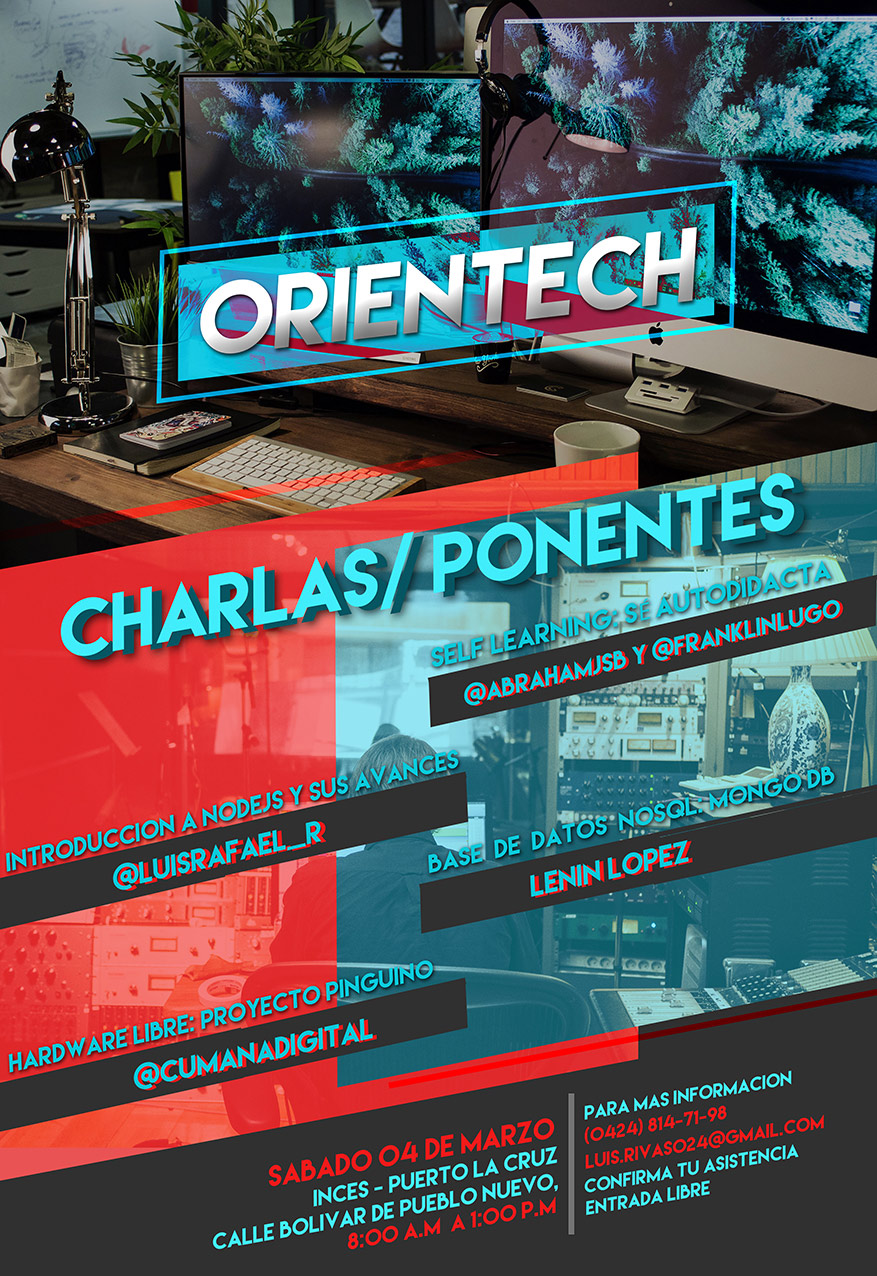 ORIENTECH
CHARLAS/ PONENTES
SELF LEARNING: SÉ AUTODIDACTA
@ABRAHAMJSB Y @FRANKLINLUGO
INTRODUCCION A NODEJS Y SUS AVANCES
@LUISRAFAEL_R
BASE DE DATOS NOSQL: MONGO DB
LENIN LOPEZ
HARDWARE LIBRE: PROYECTO PINGUINO
@CUMANADIGITAL
SABADO 04 DE MARZO
INCES - PUERTO LA CRUZ
CALLE BOLIVAR DE PUEBLO NUEVO,
8:00 A.M A 1:00 P.M
PARA MAS INFORMACION
(0424) 814-71-98
LUIS.RIVASO24@GMAIL.COM
CONFIRMA TU ASISTENCIA
ENTRADA LIBRE